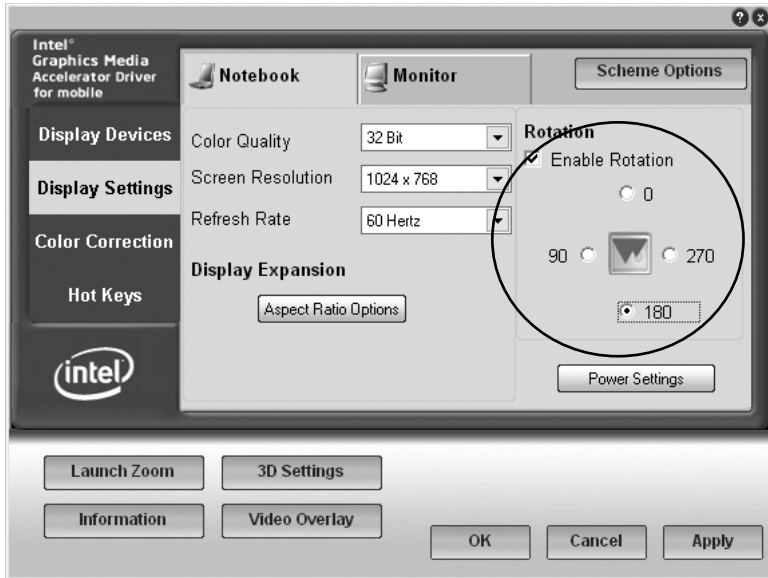 Intel®
Graphics Media
Accelerator Driver
for mobile
Notebook
Monitor
Scheme Options
Display Devices
Display Settings
Color Correction
Hot Keys
intel
Color Quality
32 Bit
Screen Resolution
1024 x 768
Refresh Rate
60 Hertz
Display Expansion
Aspect Ratio Options
Rotation
Enable Rotation
0
90
270
180
Power Settings
Launch Zoom
3D Settings
Information
Video Overlay
OK
Cancel
Apply